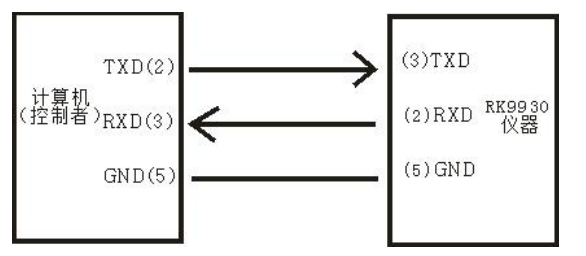 TXD(2)
计算机
(控制者)
RXD(3)
GND(5)
(3)TXD
(2)RXD
RK9930
仪器
(5)GND